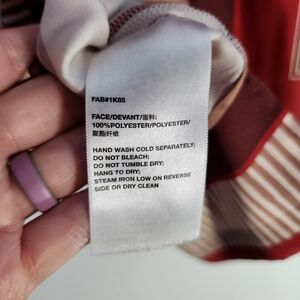 FAB#1K85
FACE/DEVANT/面料:
100%POLYESTER/POLYESTER/
聚酯纤维
HAND WASH COLD SEPARATELY;
DO NOT BLEACH;
DO NOT TUMBLE DRY;
HANG TO DRY;
STEAM IRON LOW ON REVERSE
SIDE OR DRY CLEAN